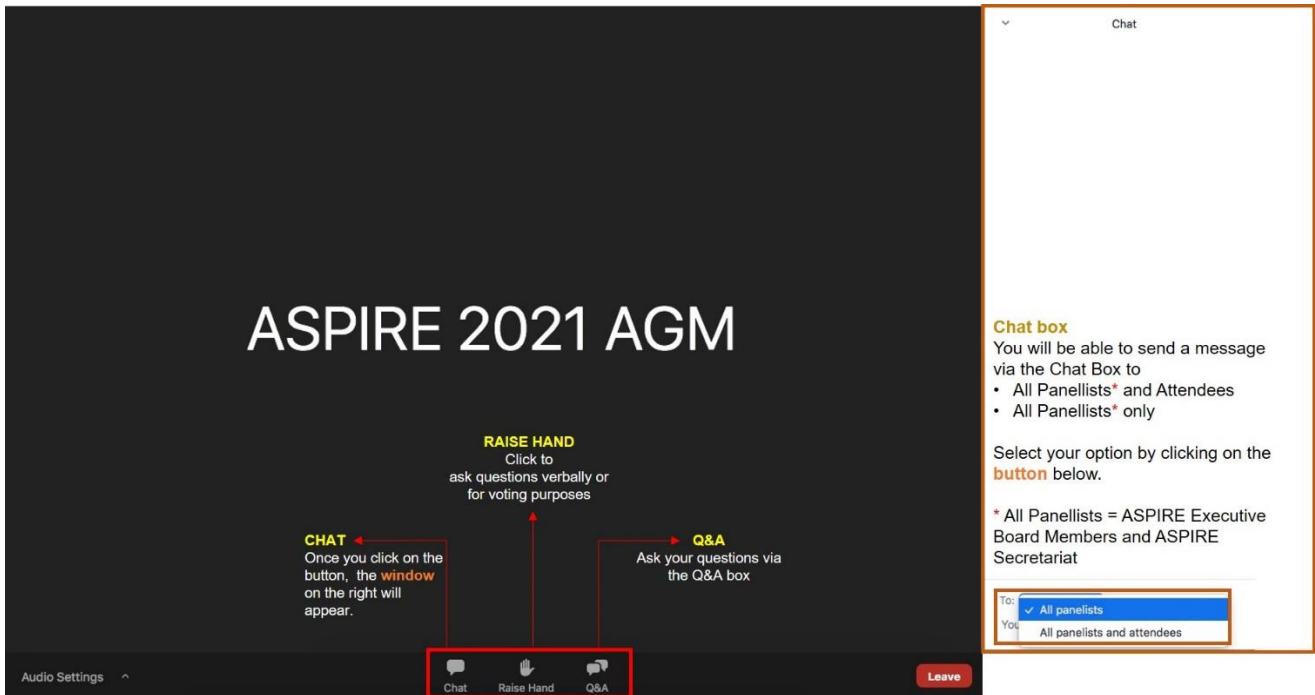 ASPIRE 2021 AGM
RAISE HAND
Click to
ask questions verbally or
for voting purposes
CHAT
Once you click on the
button, the window
on the right will
appear.
Q&A
Ask your questions via
the Q&A box
Audio Settings
Chat
Raise Hand
Q&A
Leave
Chat
Chat box
You will be able to send a message
via the Chat Box to
• All Panellists* and Attendees
• All Panellists* only
Select your option by clicking on the
button below.
* All Panellists = ASPIRE Executive
Board Members and ASPIRE
Secretariat
To:
✓ All panelists
All panelists and attendees